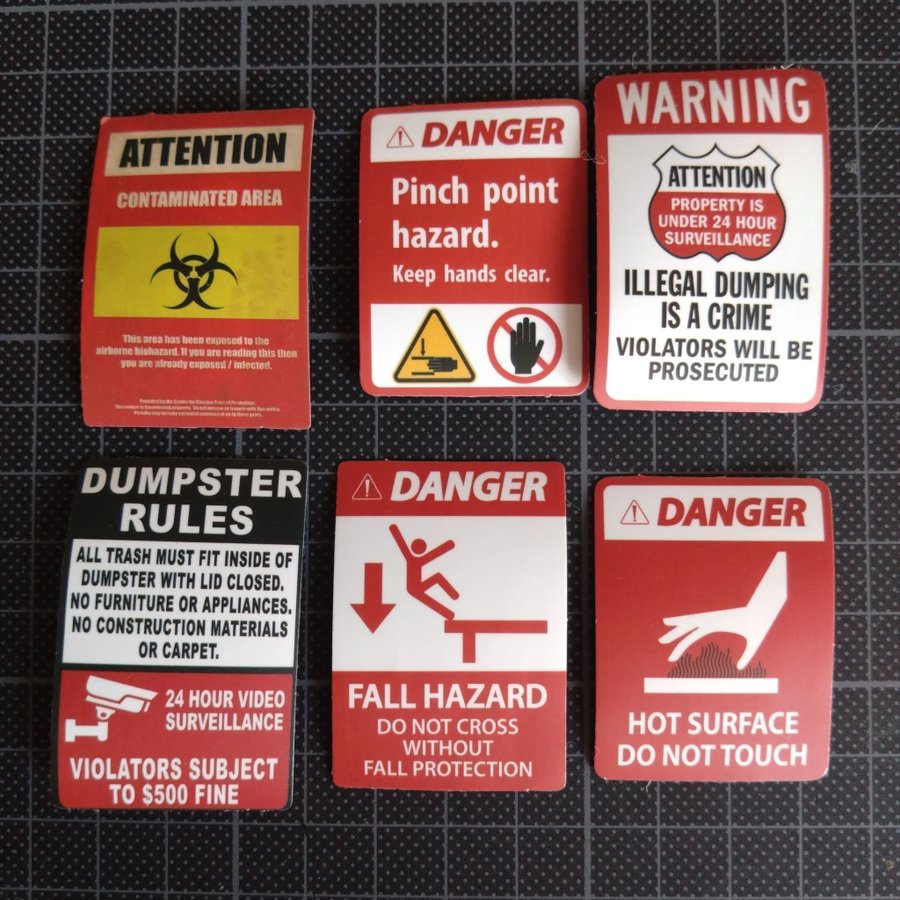 ATTENTION
CONTAMINATED AREA
This area has been exposed to the
airborne biohazard. If you are reading this then
you are already exposed / infected.
DANGER
Pinch point
hazard.
Keep hands clear.
WARNING
ATTENTION
PROPERTY IS
UNDER 24 HOUR
SURVEILLANCE
ILLEGAL DUMPING
IS A CRIME
VIOLATORS WILL BE
PROSECUTED
DUMPSTER
RULES
ALL TRASH MUST FIT INSIDE OF
DUMPSTER WITH LID CLOSED.
NO FURNITURE OR APPLIANCES.
NO CONSTRUCTION MATERIALS
OR CARPET.
24 HOUR VIDEO
SURVEILLANCE
VIOLATORS SUBJECT
TO $500 FINE
DANGER
FALL HAZARD
DO NOT CROSS
WITHOUT
FALL PROTECTION
DANGER
HOT SURFACE
DO NOT TOUCH